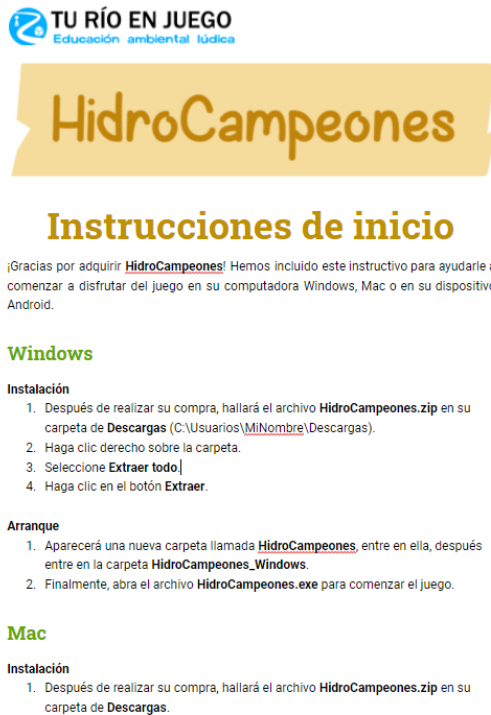 TU RÍO EN JUEGO
Educación ambiental lúdica
HidroCampeones
Instrucciones de inicio
¡Gracias por adquirir HidroCampeones! Hemos incluido este instructivo para ayudarle a
comenzar a disfrutar del juego en su computadora Windows, Mac o en su dispositivo
Android.
Windows
Instalación
1. Después de realizar su compra, hallará el archivo HidroCampeones.zip en su
carpeta de Descargas (C:\Usuarios\MiNombre\Descargas).
2. Haga clic derecho sobre la carpeta.
3. Seleccione Extraer todo.
4. Haga clic en el botón Extraer.
Arranque
1. Aparecerá una nueva carpeta llamada HidroCampeones, entre en ella, después
entre en la carpeta HidroCampeones_Windows.
2. Finalmente, abra el archivo HidroCampeones.exe para comenzar el juego.
Mac
Instalación
1. Después de realizar su compra, hallará el archivo HidroCampeones.zip en su
carpeta de Descargas.